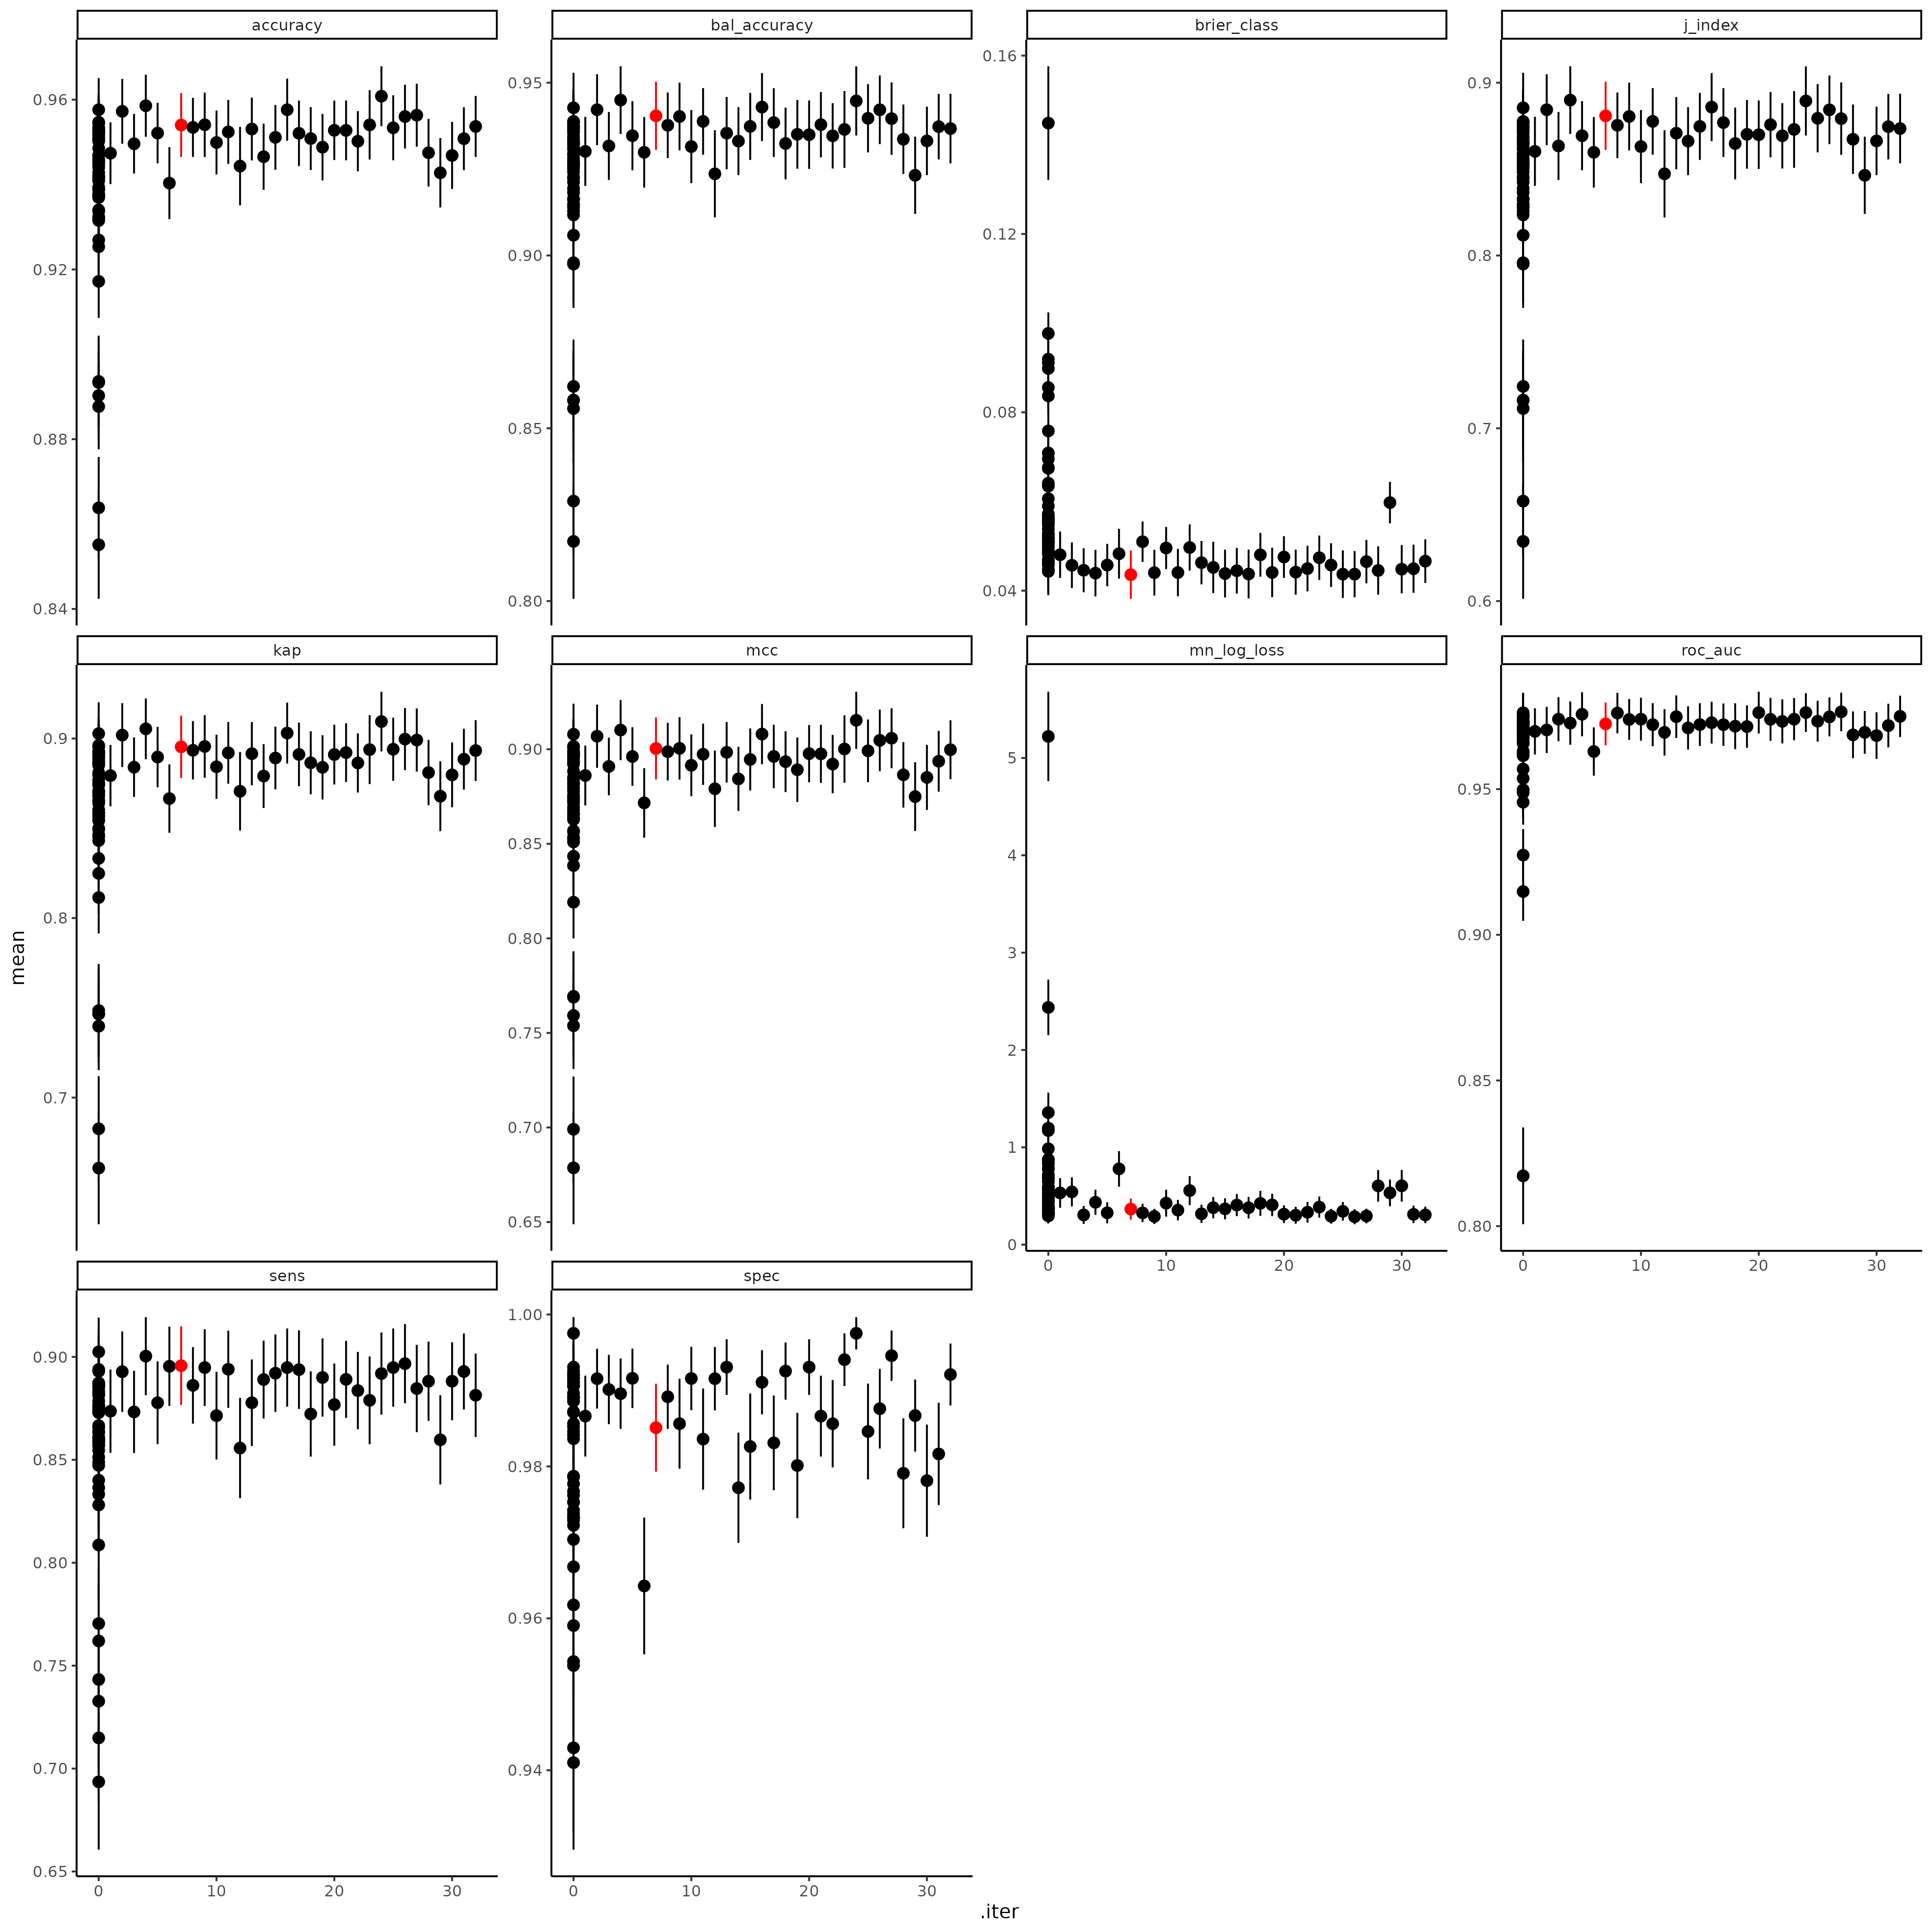 accuracy bal_accuracy brier_class j_index
0.96 0.95 0.16 0.9
0.92 0.90 0.12 0.8
0.88 0.85 0.08 0.7
0.84 0.80 0.04 0.6
kap mcc mn_log_loss roc_auc
0.9 0.90 5 0.95
0.8 0.85 4 0.90
0.7 0.80 3 0.85
0.75 2 0.80
0.70 1
0.65 0
0 10 20 30 0 10 20 30
mean
sens spec
0.90 1.00
0.85 0.98
0.80 0.96
0.75 0.94
0.70
0.65
0 10 20 30 0 10 20 30
.iter